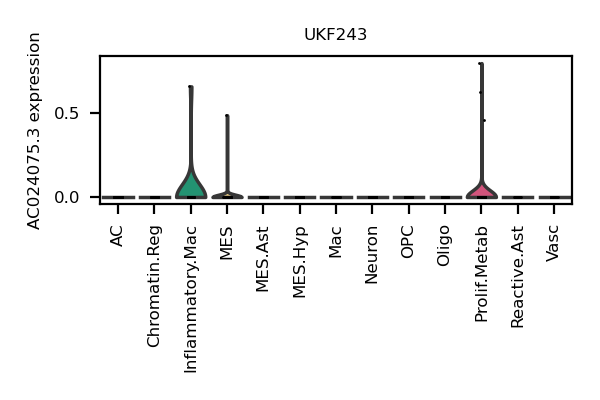 UKF243
AC024075.3 expression
0.5
0.0
AC
Chromatin.Reg
Inflammatory.Mac
MES
MES.Ast
MES.Hyp
Mac
Neuron
OPC
Oligo
Prolif.Metab
Reactive.Ast
Vasc